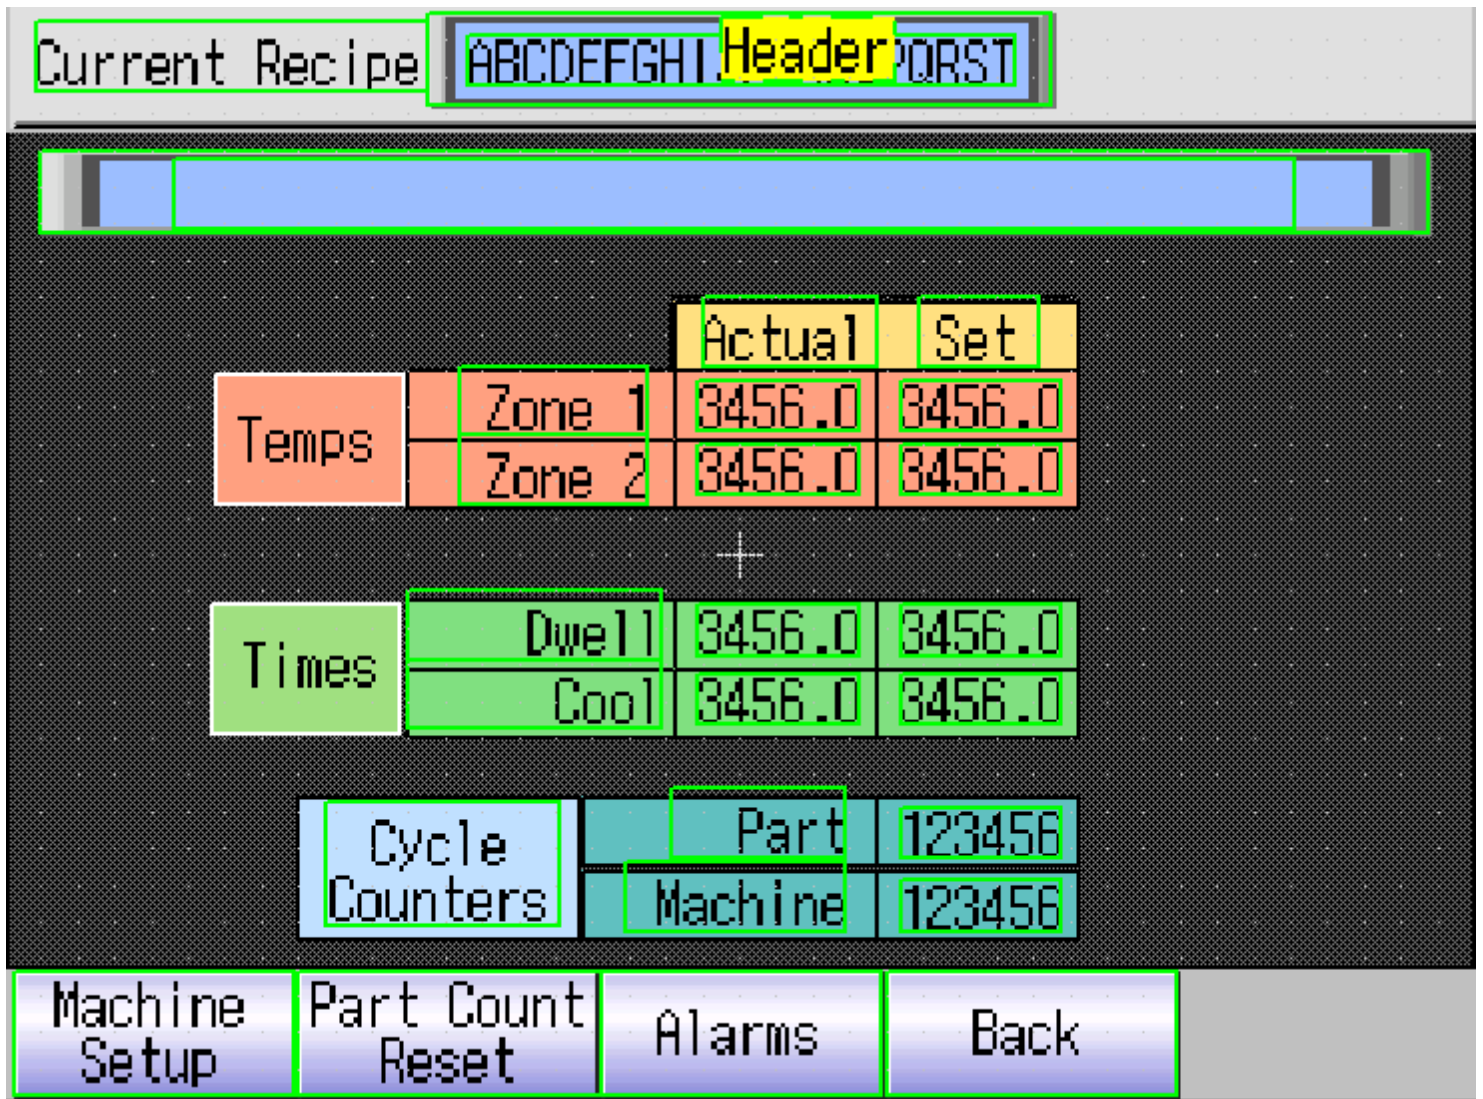 Current Recipe ABCDEFGHI Header PQRST
Actual Set
Temps
Zone 1 3456.0 3456.0
Zone 2 3456.0 3456.0
Times
Dwell 3456.0 3456.0
Cool 3456.0 3456.0
Cycle
Counters
Part 123456
Machine 123456
Machine
Setup
Part Count
Reset
Alarms
Back